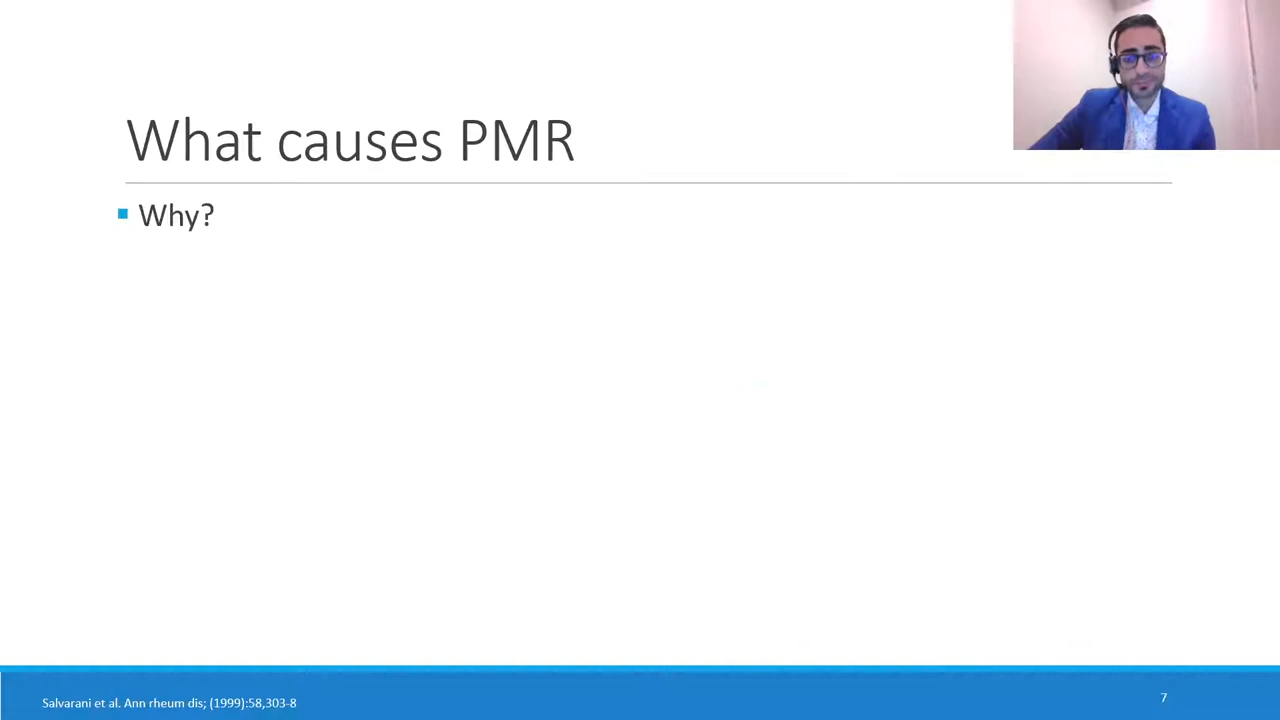 What causes PMR
Why?
Salvarani et al. Ann rheum dis; (1999):58,303-8
7